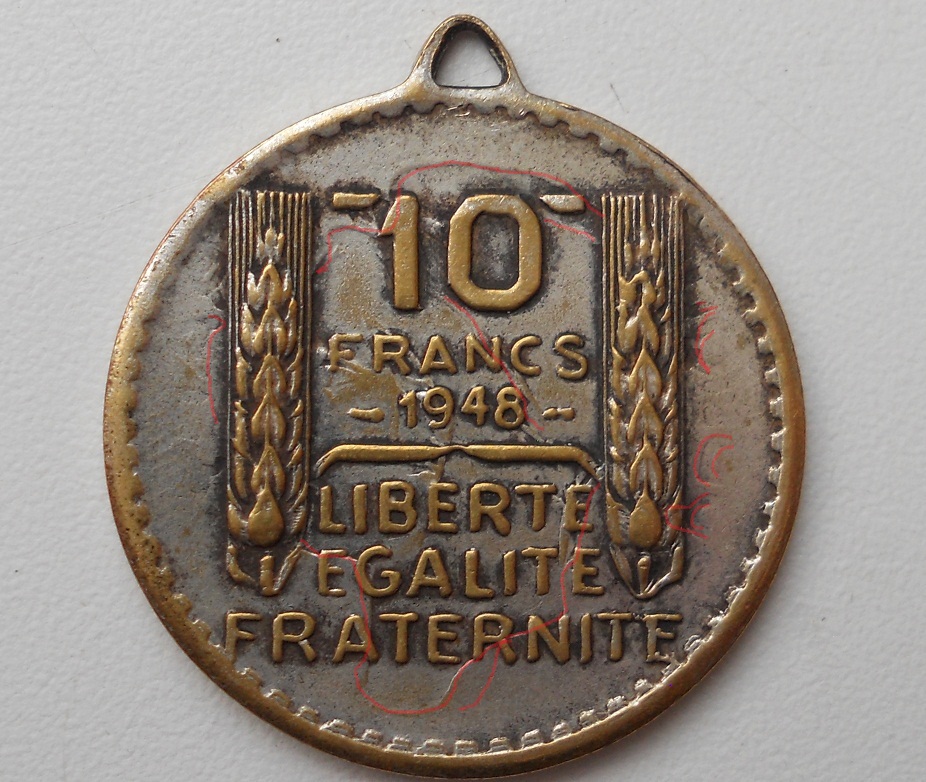 10
FRANCS
- 1948 -
LIBERTE
EGALITE
FRATERNITE